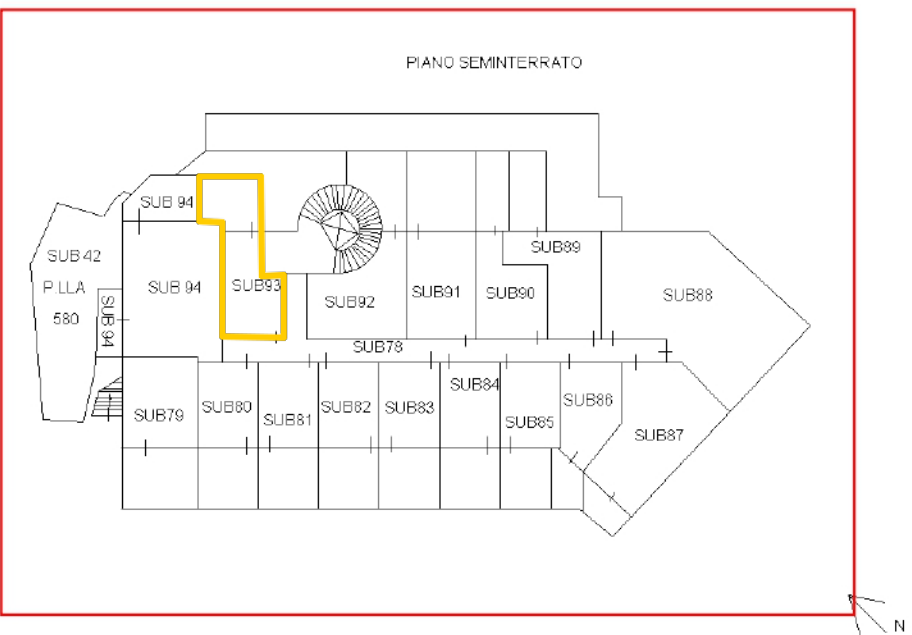 PIANO SEMINTERRATO
SUB 94
SUB89
SUB 42
P.LLA
580
SUB 94
SUB 94
SUB93
SUB92
SUB91
SUB90
SUB88
SUB78
SUB79
SUB80
SUB81
SUB82
SUB83
SUB84
SUB85
SUB86
SUB87
N